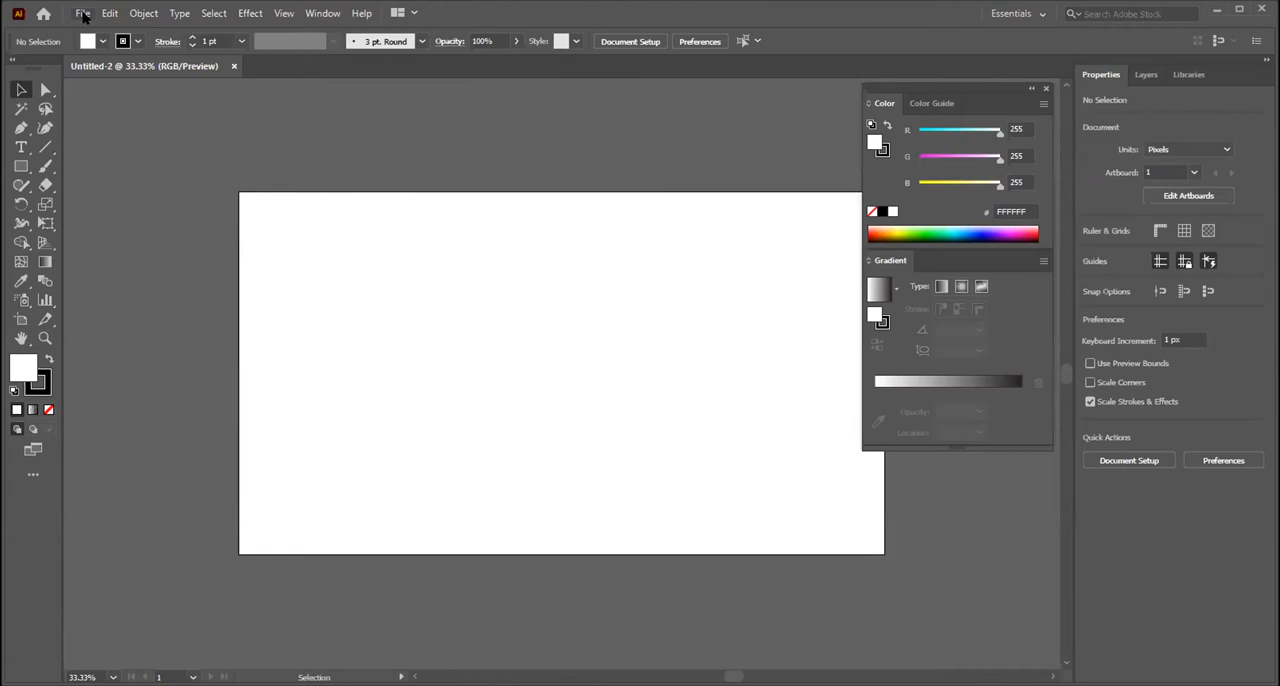 Ai File Edit Object Type Select Effect View Window Help Essentials Search Adobe Stock
No Selection Stroke: 1 pt 3 pt. Round Opacity: 100% Style: Document Setup Preferences
Untitled-2 @ 33.33% (RGB/Preview)
Properties Layers Libraries
Color Color Guide
No Selection
R 255
Document
Units: Pixels
G 255
Artboard: 1
B 255
Edit Artboards
# FFFFFF
Ruler & Grids
Gradient
Guides
Type:
Snap Options
Stroke:
Preferences
Keyboard Increment: 1 px
Use Preview Bounds
Scale Corners
Scale Strokes & Effects
Opacity:
Location:
Quick Actions
Document Setup Preferences
33.33% 1 Selection